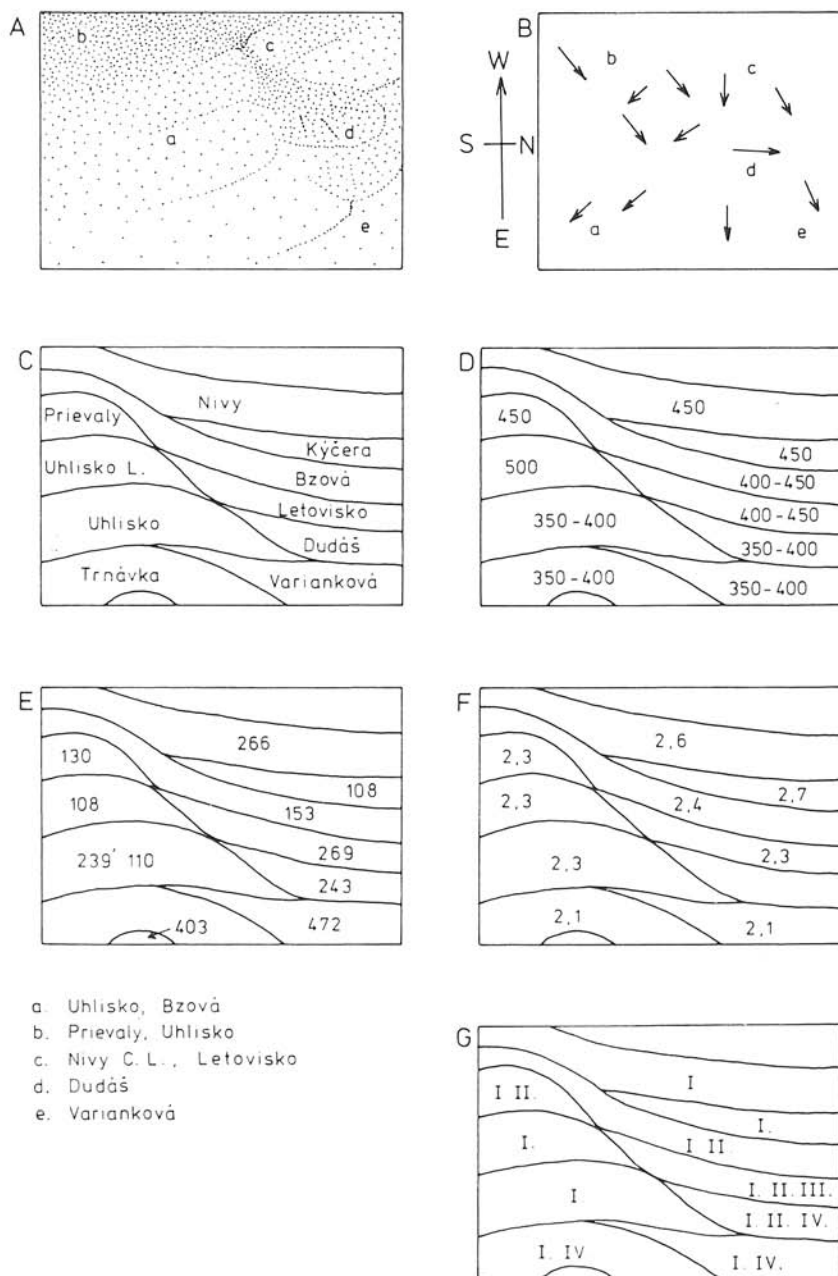 A
b
c
a
d
e
B
W
S
N
E
b
c
d
a
e
C
Nivy
Prievaly
Kýčera
Uhlisko L.
Bzová
Letovisko
Uhlisko
Dudáš
Trnávka
Varianková
D
450
450
450
500
400-450
400-450
350-400
350-400
350-400
350-400
E
266
130
108
108
153
269
239' 110
243
403
472
F
2,6
2,3
2,7
2,3
2,4
2,3
2,3
2,1
2,1
a. Uhlisko, Bzová
b. Prievaly, Uhlisko
c. Nivy C. L., Letovisko
d. Dudáš
e. Varianková
G
I
I II.
I.
I II.
I.
I. II. III.
I.
I. II. IV.
I. IV
I. IV.